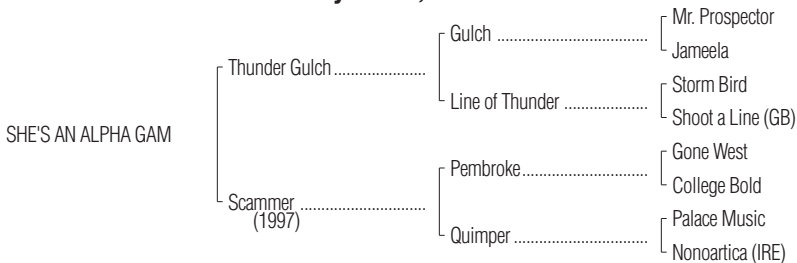 Mr. Prospector
Gulch ........................................
Jameela
Thunder Gulch........................
Storm Bird
Line of Thunder ......................
Shoot a Line (GB)
SHE'S AN ALPHA GAM
Gone West
Pembroke..................................
College Bold
Scammer .................................
(1997)
Palace Music
Quimper ....................................
Nonoartica (IRE)